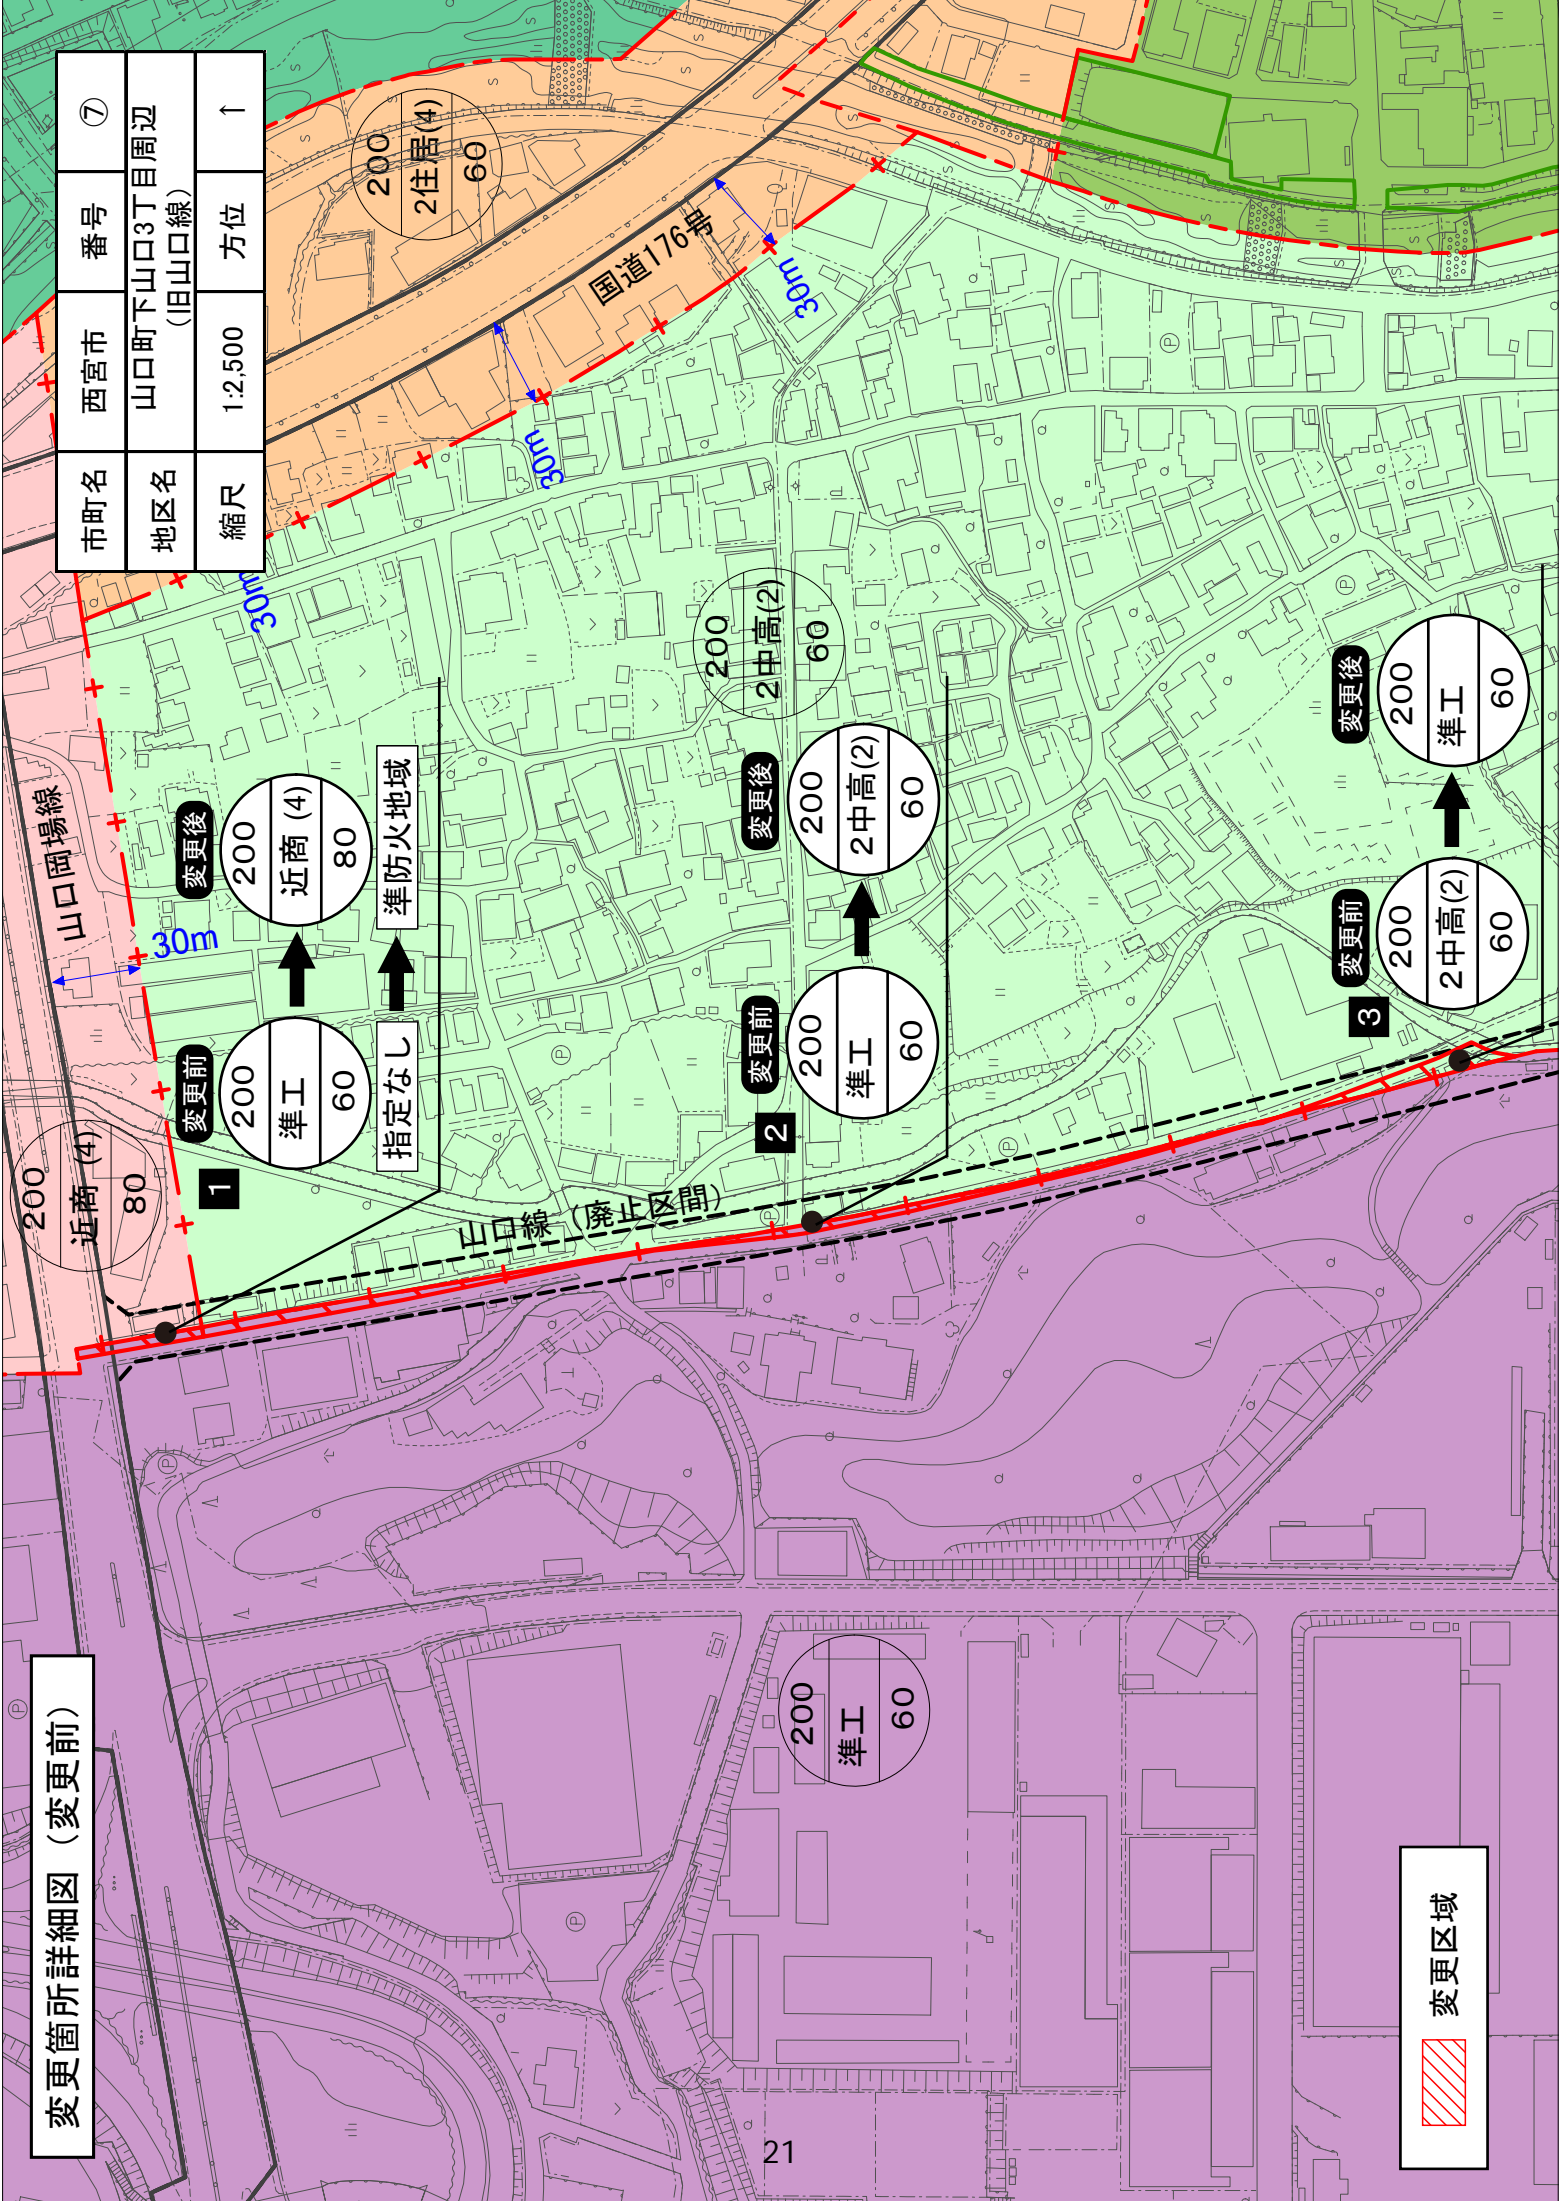 変更箇所詳細図（変更前）
市町名 西宮市 番号 ⑦
地区名 山口町下山口3丁目周辺
（旧山口線）
縮尺 1:2,500 方位 ↑
山口岡場線
30m
200
近商 (4)
80
30m
200
2住居(4)
60
国道176号
30m
30m
1
変更前
200
準工
60
変更後
200
近商 (4)
80
指定なし
準防火地域
山口線（廃止区間）
200
2中高(2)
60
2
変更前
200
準工
60
変更後
200
2中高(2)
60
3
変更前
200
2中高(2)
60
変更後
200
準工
60
200
準工
60
変更区域
21